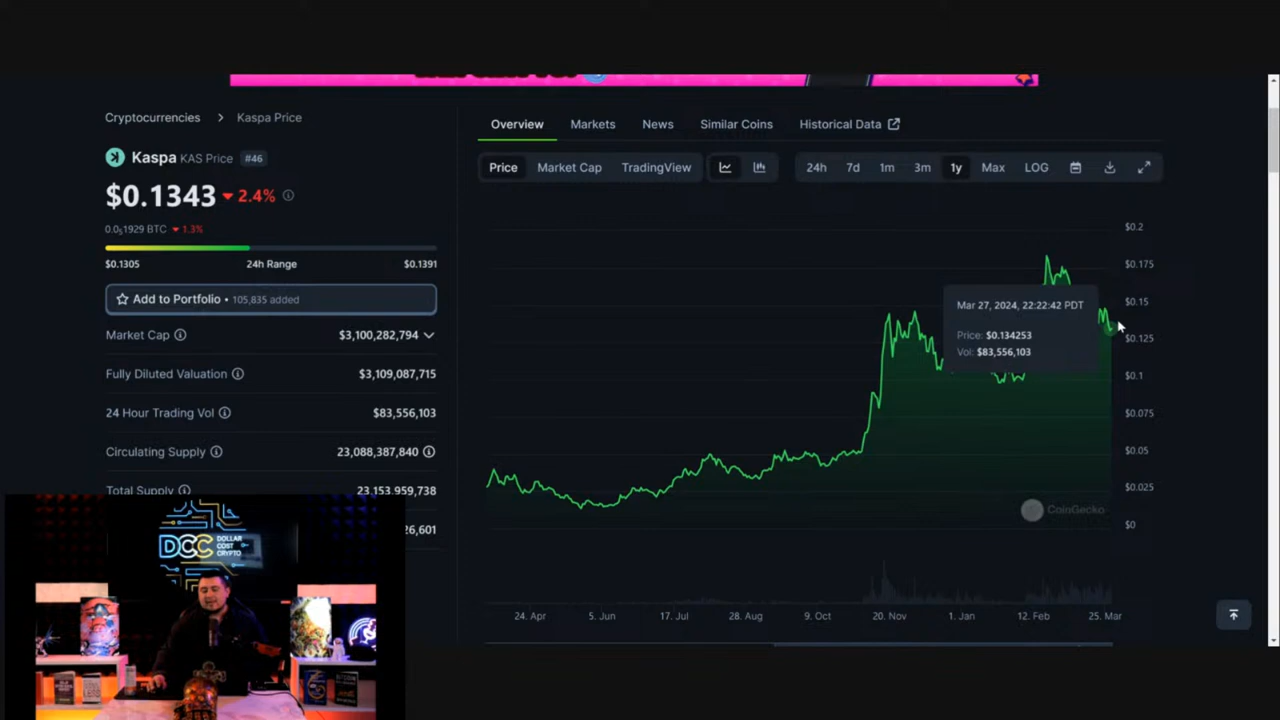 Cryptocurrencies > Kaspa Price
Overview Markets News Similar Coins Historical Data
Kaspa KAS Price #46
Price Market Cap TradingView 24h 7d 1m 3m 1y Max LOG
$0.1343 2.4%
0.0₅1929 BTC 1.3%
$0.1305 24h Range $0.1391
Add to Portfolio • 105,835 added
Market Cap $3,100,282,794
Fully Diluted Valuation $3,109,087,715
24 Hour Trading Vol $83,556,103
Circulating Supply 23,088,387,840
Total Supply 23,153,959,738
26,601
$0.2
$0.175
$0.15
$0.125
$0.1
$0.075
$0.05
$0.025
$0
Mar 27, 2024, 22:22:42 PDT
Price: $0.134253
Vol: $83,556,103
CoinGecko
24. Apr 5. Jun 17. Jul 28. Aug 9. Oct 20. Nov 1. Jan 12. Feb 25. Mar
DCC DOLLAR
COST
CRYPTO